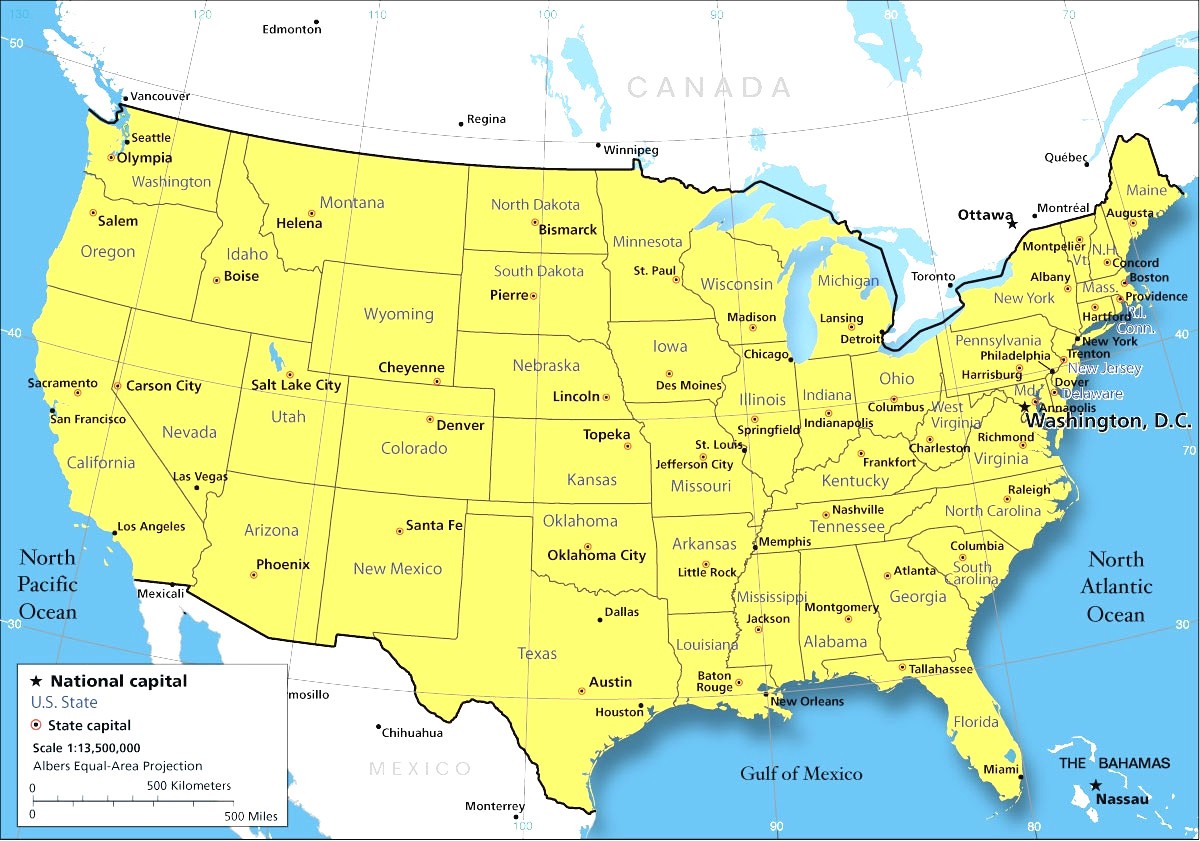 130
120
110
100
90
80
70
50
50
Edmonton
CANADA
Vancouver
Regina
Winnipeg
Québec
Seattle
Olympia
Washington
Montana
Helena
North Dakota
Bismarck
Minnesota
Ottawa
Montréal
Maine
Augusta
Salem
Oregon
Idaho
Boise
South Dakota
Pierre
St. Paul
Wisconsin
Michigan
Toronto
Montpelier
Vt.
N.H.
Concord
Albany
Boston
Mass.
Providence
R.I.
Hartford
Conn.
New York
Wyoming
Madison
Lansing
Detroit
40
40
Iowa
Chicago
Pennsylvania
New York
Philadelphia
Trenton
Harrisburg
New Jersey
Nebraska
Des Moines
Lincoln
Cheyenne
Sacramento
Carson City
Salt Lake City
San Francisco
Utah
Nevada
California
Denver
Colorado
Topeka
Kansas
Illinois
Indiana
Ohio
Springfield
Indianapolis
Columbus
West
Virginia
Md.
Dover
Delaware
Annapolis
Washington, D.C.
St. Louis
Jefferson City
Missouri
Frankfort
Kentucky
Charleston
Richmond
Virginia
70
Las Vegas
Los Angeles
Arizona
Phoenix
Santa Fe
New Mexico
Oklahoma
Oklahoma City
Arkansas
Little Rock
Nashville
Tennessee
Memphis
Raleigh
North Carolina
Columbia
South
Carolina
Atlanta
Georgia
North
Pacific
Ocean
North
Atlantic
Ocean
Mexicali
30
30
Dallas
Texas
Austin
Houston
Louisiana
Baton
Rouge
New Orleans
Mississippi
Jackson
Montgomery
Alabama
Tallahassee
Florida
Miami
Gulf of Mexico
THE BAHAMAS
Nassau
rmosillo
Chihuahua
MEXICO
Monterrey
100
90
80
National capital
U.S. State
State capital
Scale 1:13,500,000
Albers Equal-Area Projection
0
500 Kilometers
0
500 Miles